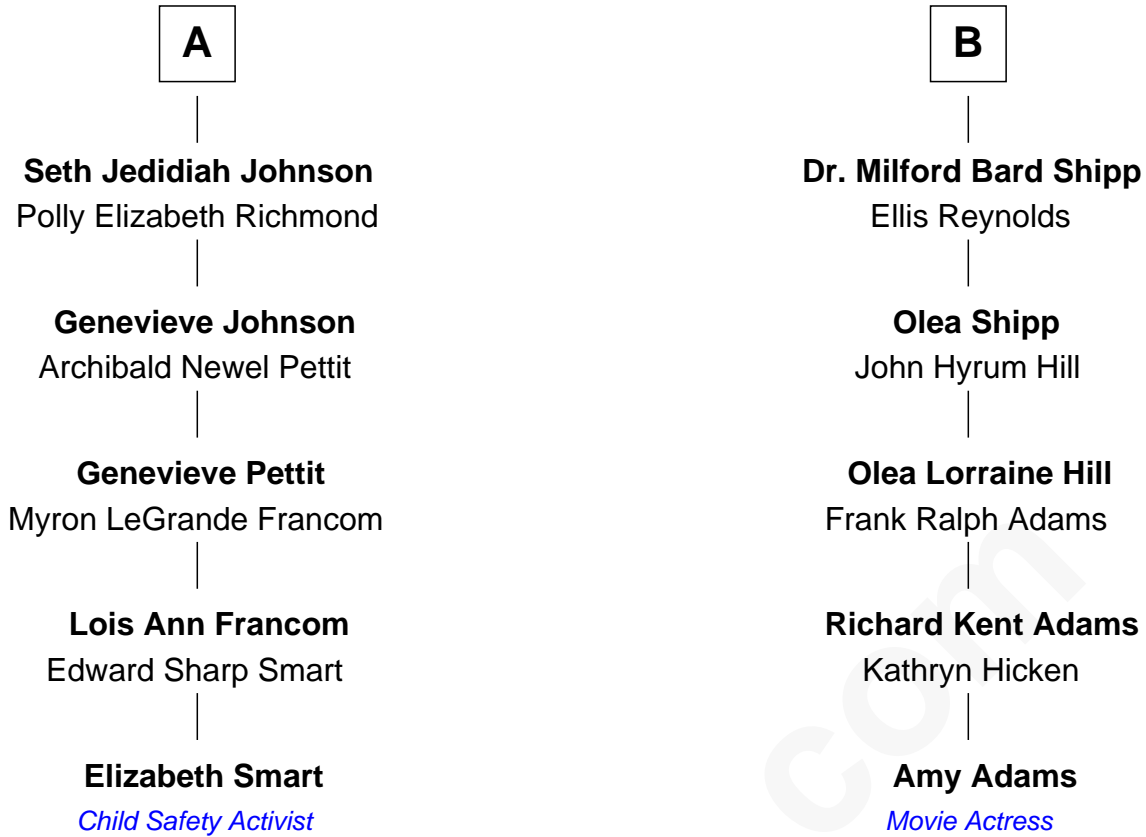 A
Seth Jedidiah Johnson
Polly Elizabeth Richmond
Genevieve Johnson
Archibald Newel Pettit
Genevieve Pettit
Myron LeGrande Francom
Lois Ann Francom
Edward Sharp Smart
Elizabeth Smart
Child Safety Activist
B
Dr. Milford Bard Shipp
Ellis Reynolds
Olea Shipp
John Hyrum Hill
Olea Lorraine Hill
Frank Ralph Adams
Richard Kent Adams
Kathryn Hicken
Amy Adams
Movie Actress
com